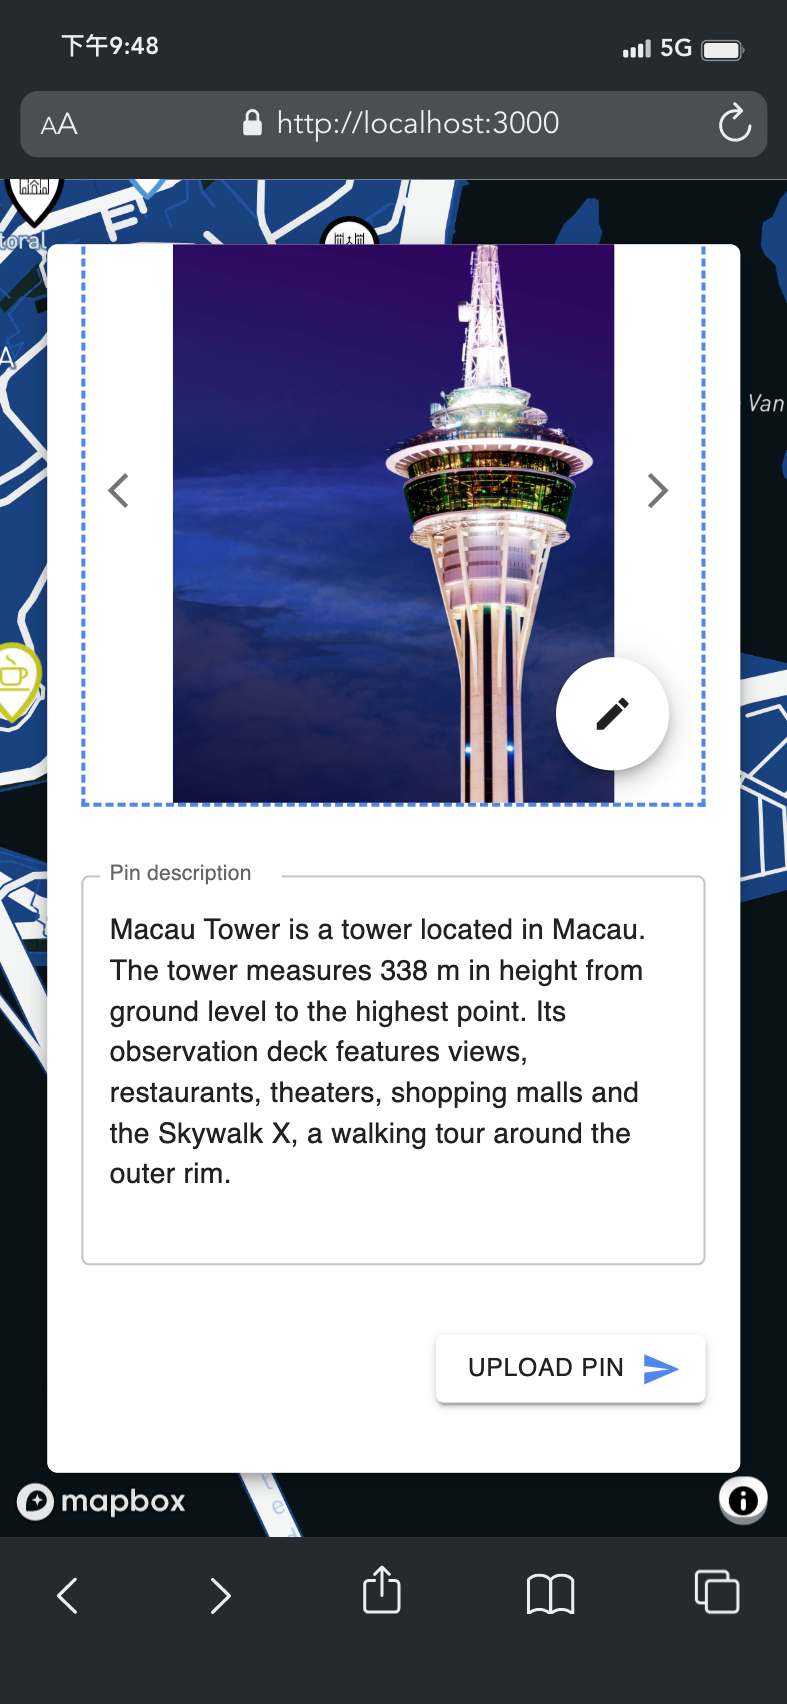 下午9:48
5G
AA
http://localhost:3000
toral
A
Van
Pin description
Macau Tower is a tower located in Macau.
The tower measures 338 m in height from
ground level to the highest point. Its
observation deck features views,
restaurants, theaters, shopping malls and
the Skywalk X, a walking tour around the
outer rim.
UPLOAD PIN
mapbox